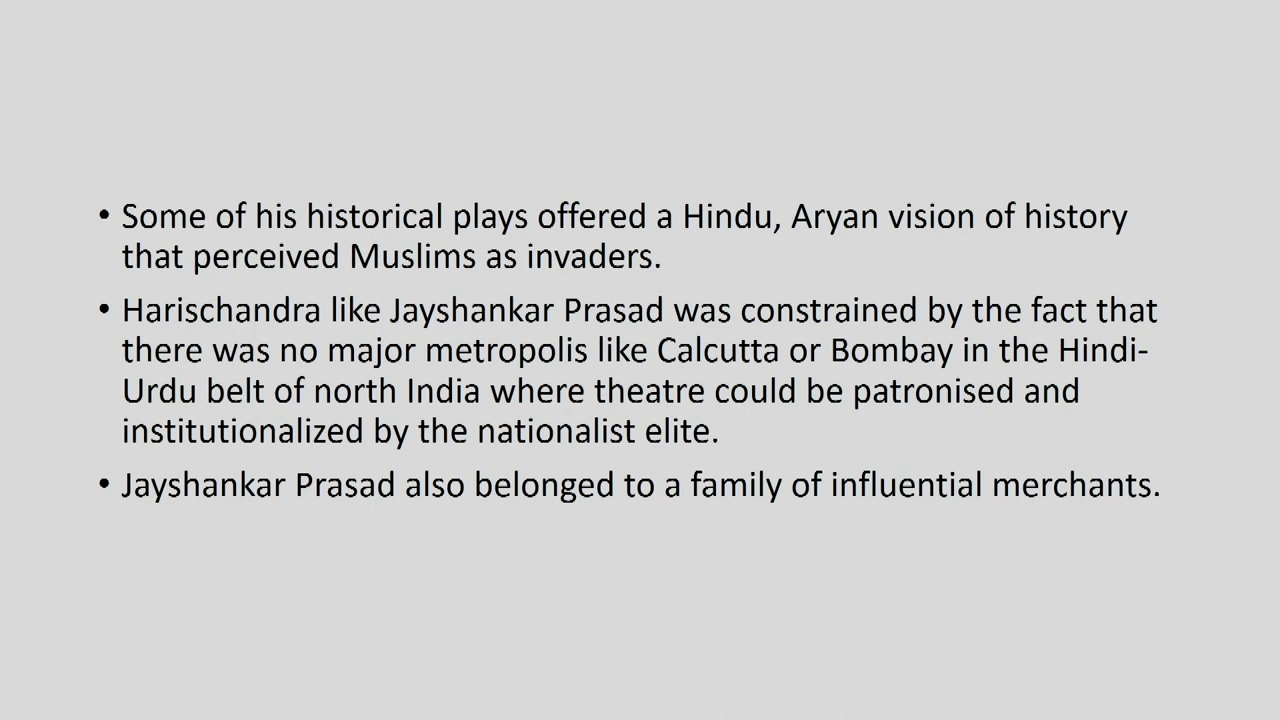 • Some of his historical plays offered a Hindu, Aryan vision of history
that perceived Muslims as invaders.
• Harischandra like Jayshankar Prasad was constrained by the fact that
there was no major metropolis like Calcutta or Bombay in the Hindi-
Urdu belt of north India where theatre could be patronised and
institutionalized by the nationalist elite.
• Jayshankar Prasad also belonged to a family of influential merchants.